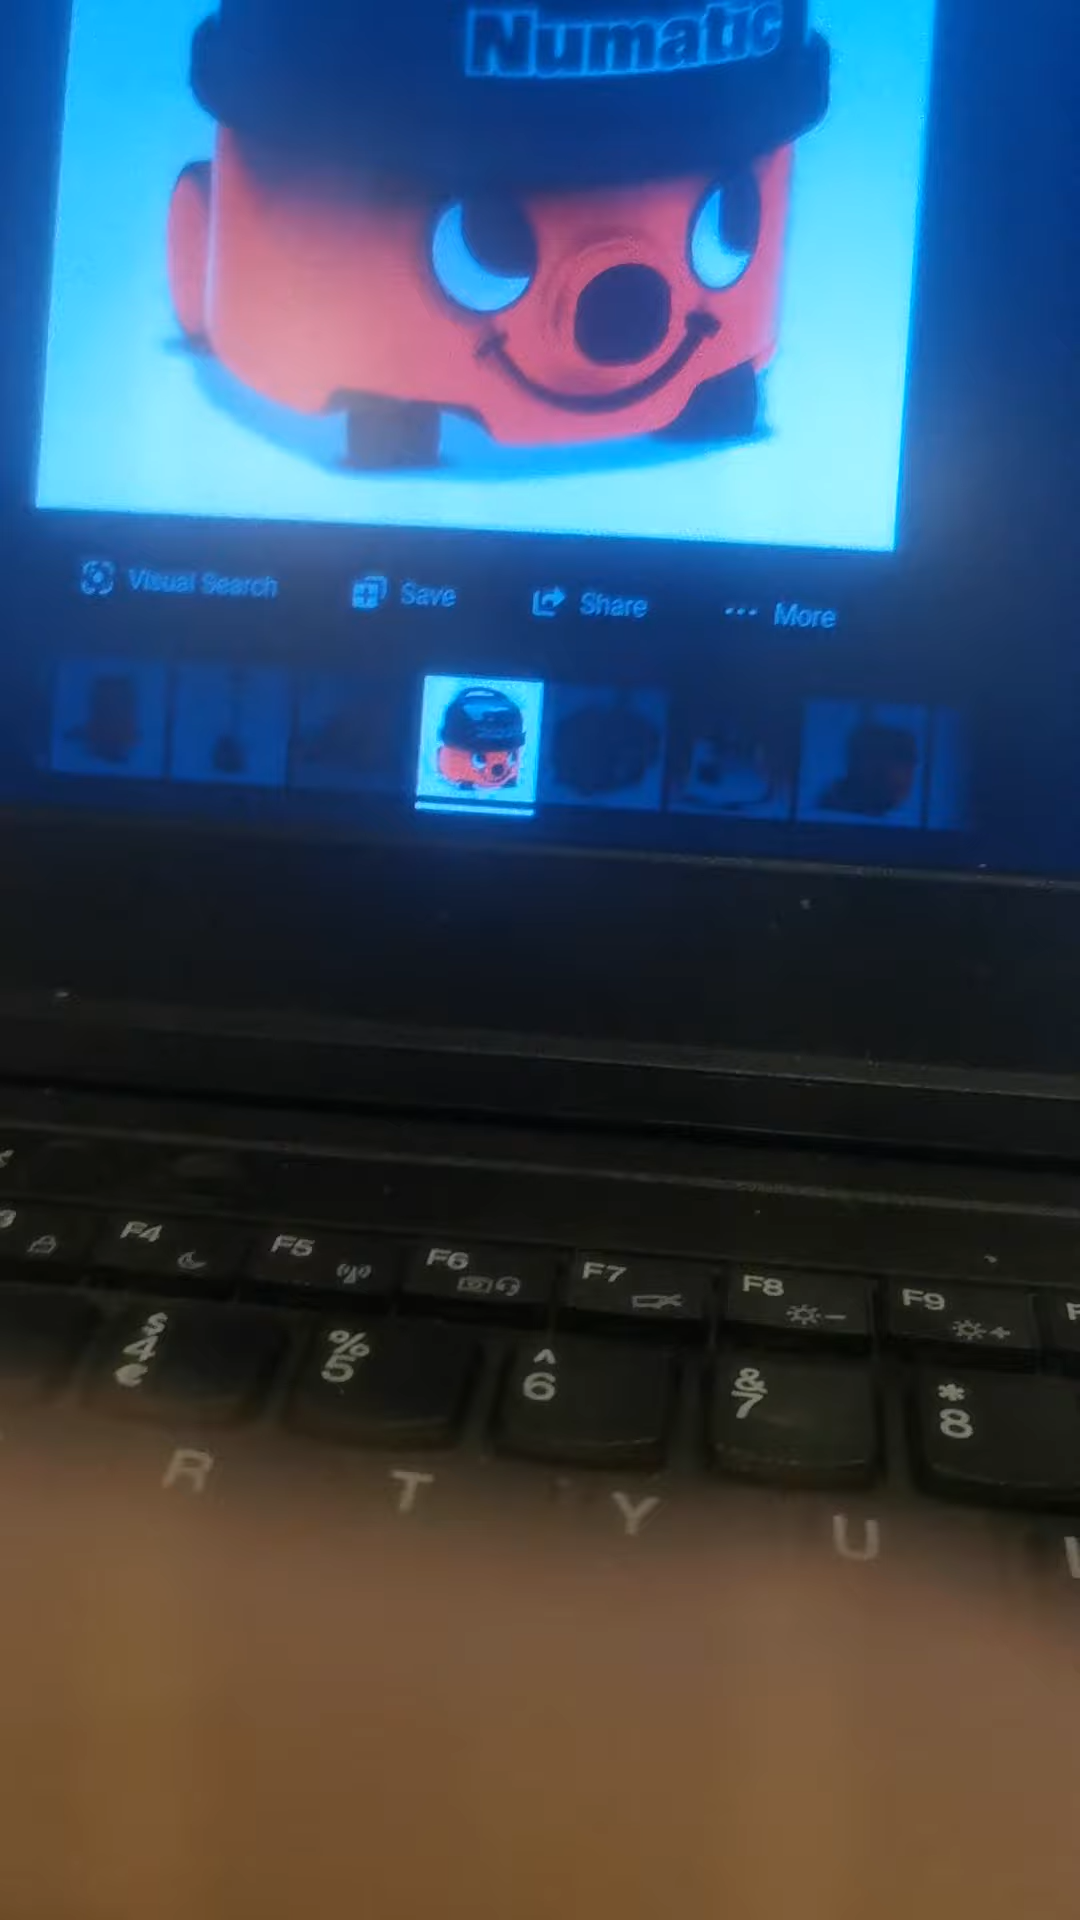 Numatic
Visual Search Save Share ... More
F4 F5 F6 F7 F8 F9
$ % ^ & *
4 5 6 7 8
€
R T Y U